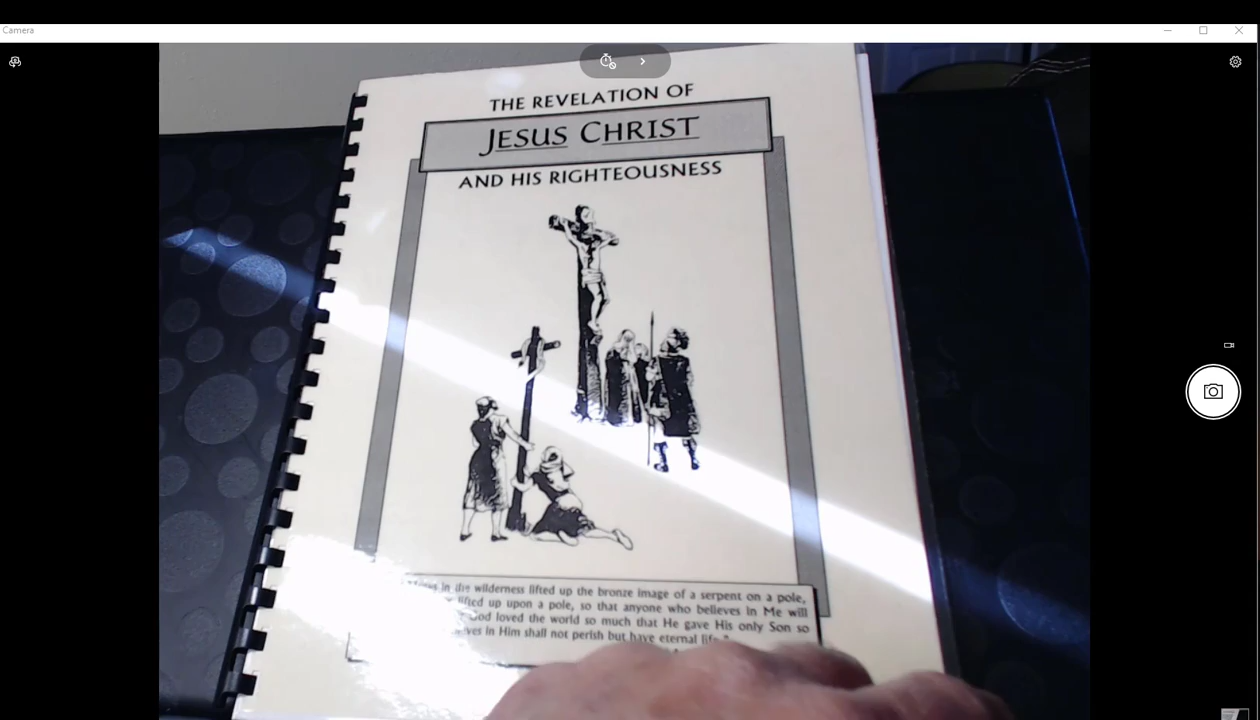 Camera
THE REVELATION OF
JESUS CHRIST
AND HIS RIGHTEOUSNESS
in the wilderness lifted up the bronze image of a serpent on a pole,
lifted up upon a pole, so that anyone who believes in Me will
God loved the world so much that He gave His only Son so
in Him shall not perish but have eternal